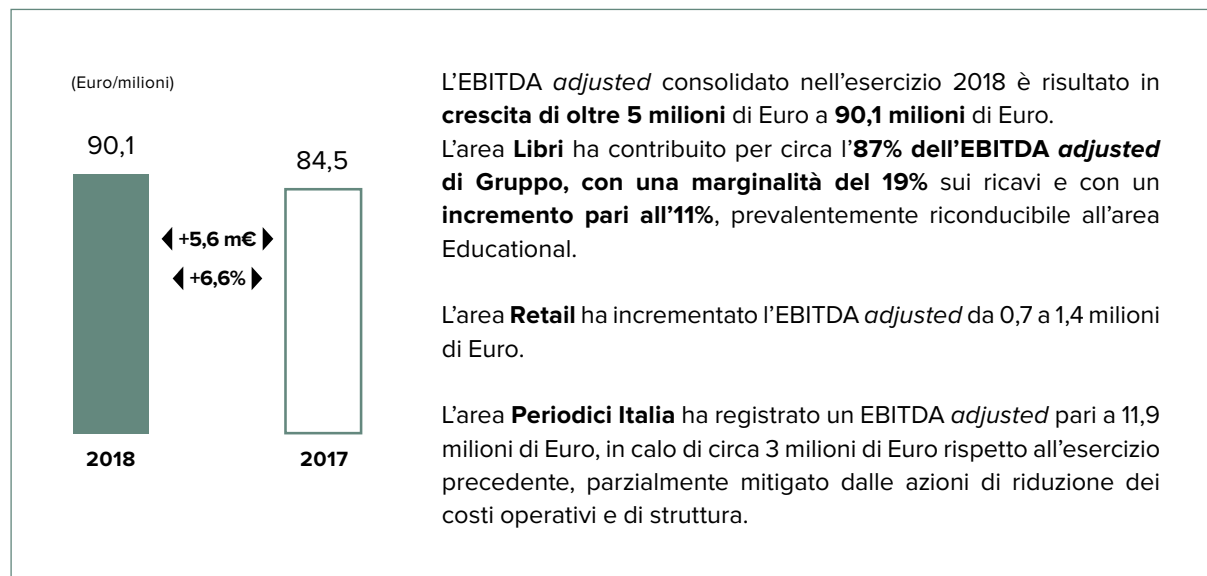 (Euro/milioni)
90,1
84,5
+5,6 m€
+6,6%
2018
2017
L’EBITDA adjusted consolidato nell’esercizio 2018 è risultato in
crescita di oltre 5 milioni di Euro a 90,1 milioni di Euro.
L’area Libri ha contribuito per circa l’87% dell’EBITDA adjusted
di Gruppo, con una marginalità del 19% sui ricavi e con un
incremento pari all’11%, prevalentemente riconducibile all’area
Educational.
L’area Retail ha incrementato l’EBITDA adjusted da 0,7 a 1,4 milioni
di Euro.
L’area Periodici Italia ha registrato un EBITDA adjusted pari a 11,9
milioni di Euro, in calo di circa 3 milioni di Euro rispetto all’esercizio
precedente, parzialmente mitigato dalle azioni di riduzione dei
costi operativi e di struttura.